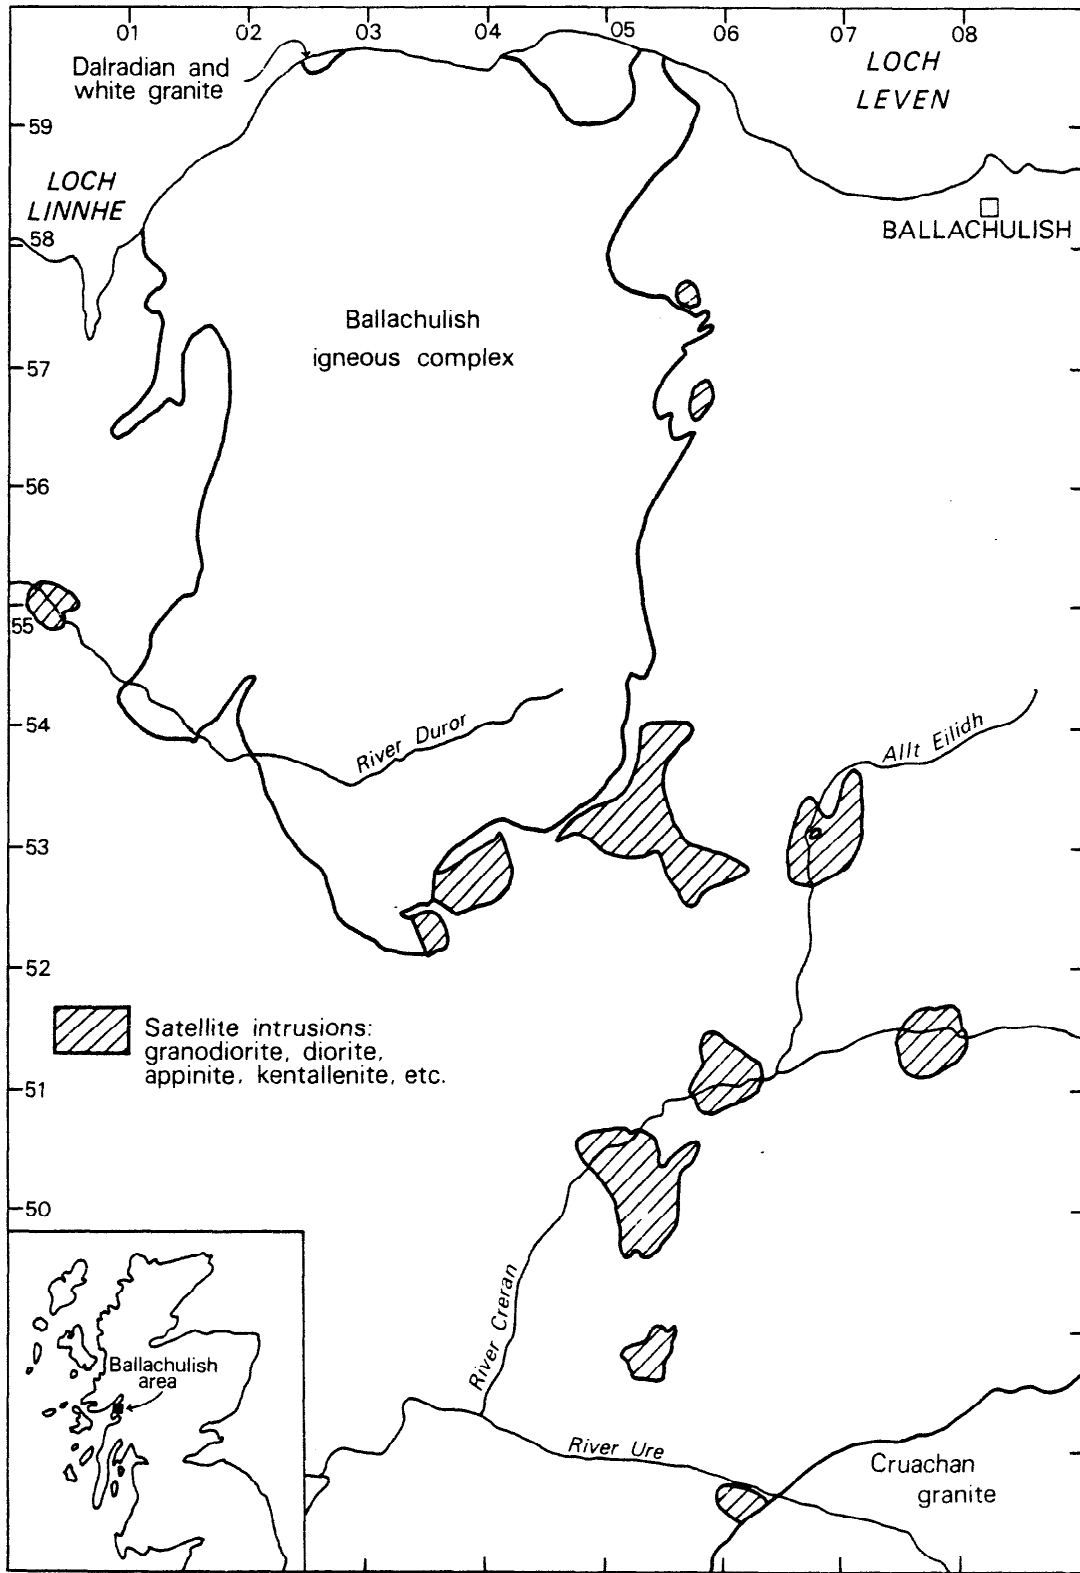 01 02 03 04 05 06 07 08
Dalradian and
white granite
LOCH
LEVEN
59
LOCH
LINNHE
58
BALLACHULISH
Ballachulish
igneous complex
57
56
55
54
River Duror
Allt Eilidh
53
52
Satellite intrusions:
granodiorite, diorite,
appinite, kentallenite, etc.
51
50
River Creran
Ballachulish
area
River Ure
Cruachan
granite